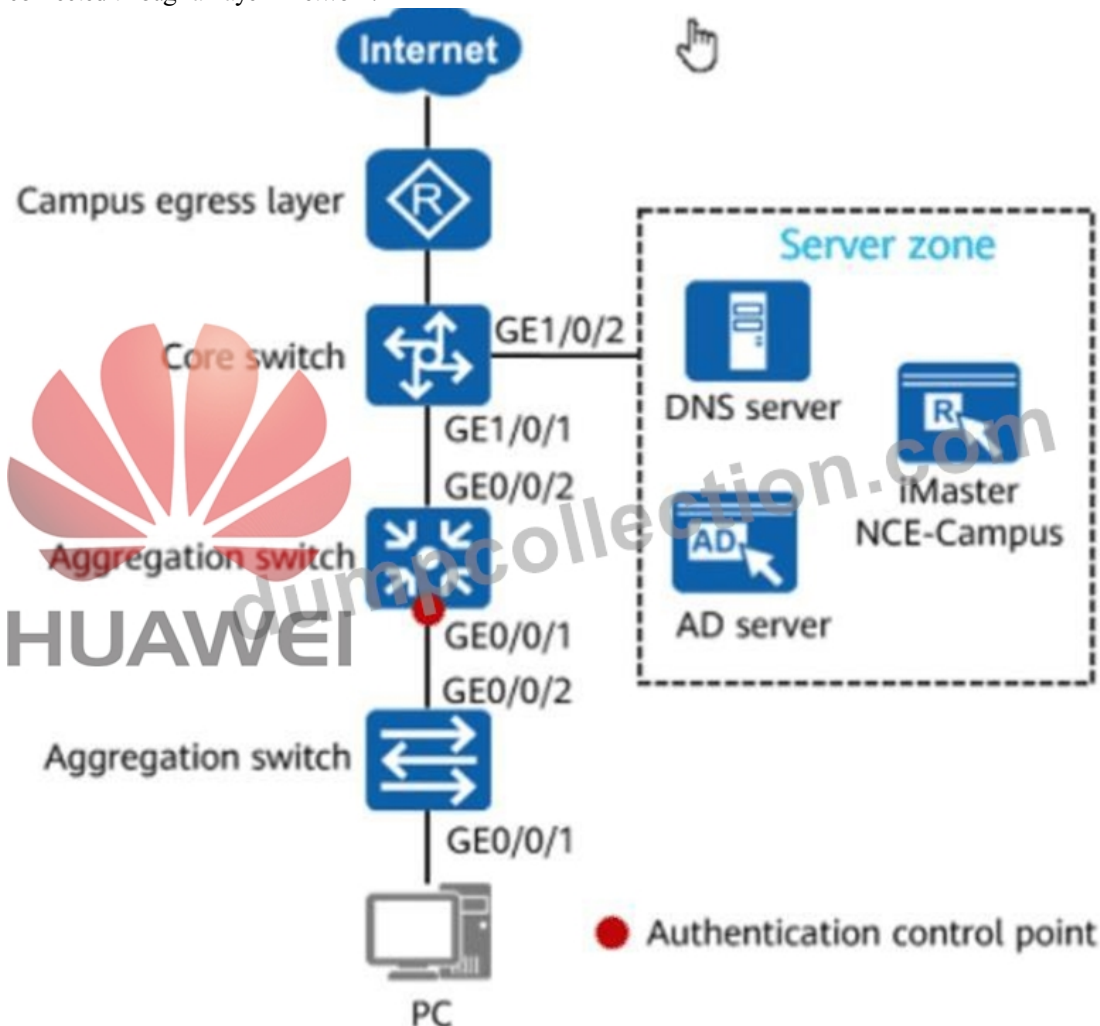 Internet
Campus egress layer
R
Server zone
Core switch
GE1/0/2
DNS server
GE1/0/1
R
iMaster
NCE-Campus
GE0/0/2
Aggregation switch
AD
AD server
dumpcollection.com
HUAWEI
GE0/0/1
GE0/0/2
Aggregation switch
GE0/0/1
Authentication control point
PC